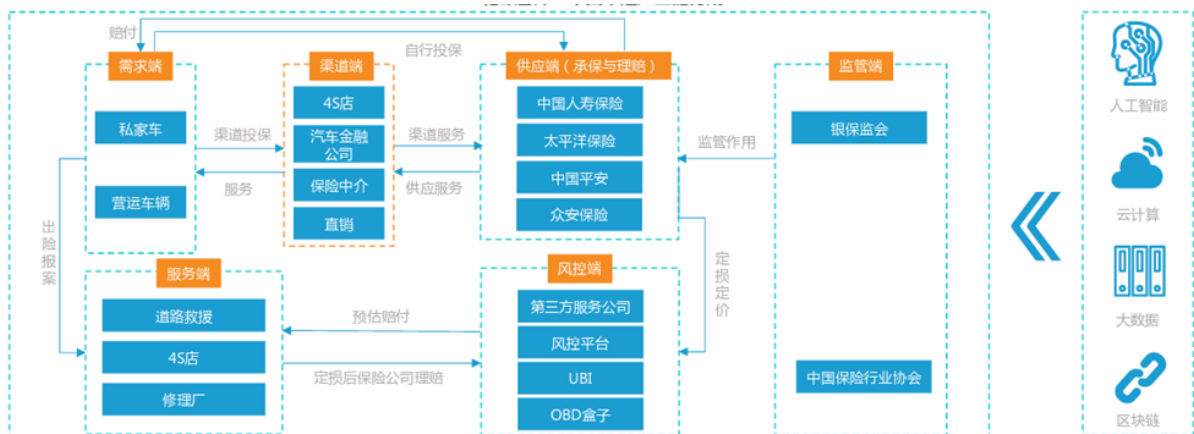 赔付
自行投保
需求端
渠道端
供应端（承保与理赔）
监管端
私家车
营运车辆
渠道投保
服务
4S店
汽车金融
公司
保险中介
直销
渠道服务
供应服务
中国人寿保险
太平洋保险
中国平安
众安保险
监管作用
银保监会
中国保险行业协会
出险报案
服务端
道路救援
4S店
修理厂
预估赔付
定损后保险公司理赔
风控端
第三方服务公司
风控平台
UBI
OBD盒子
定损定价
人工智能
云计算
大数据
区块链